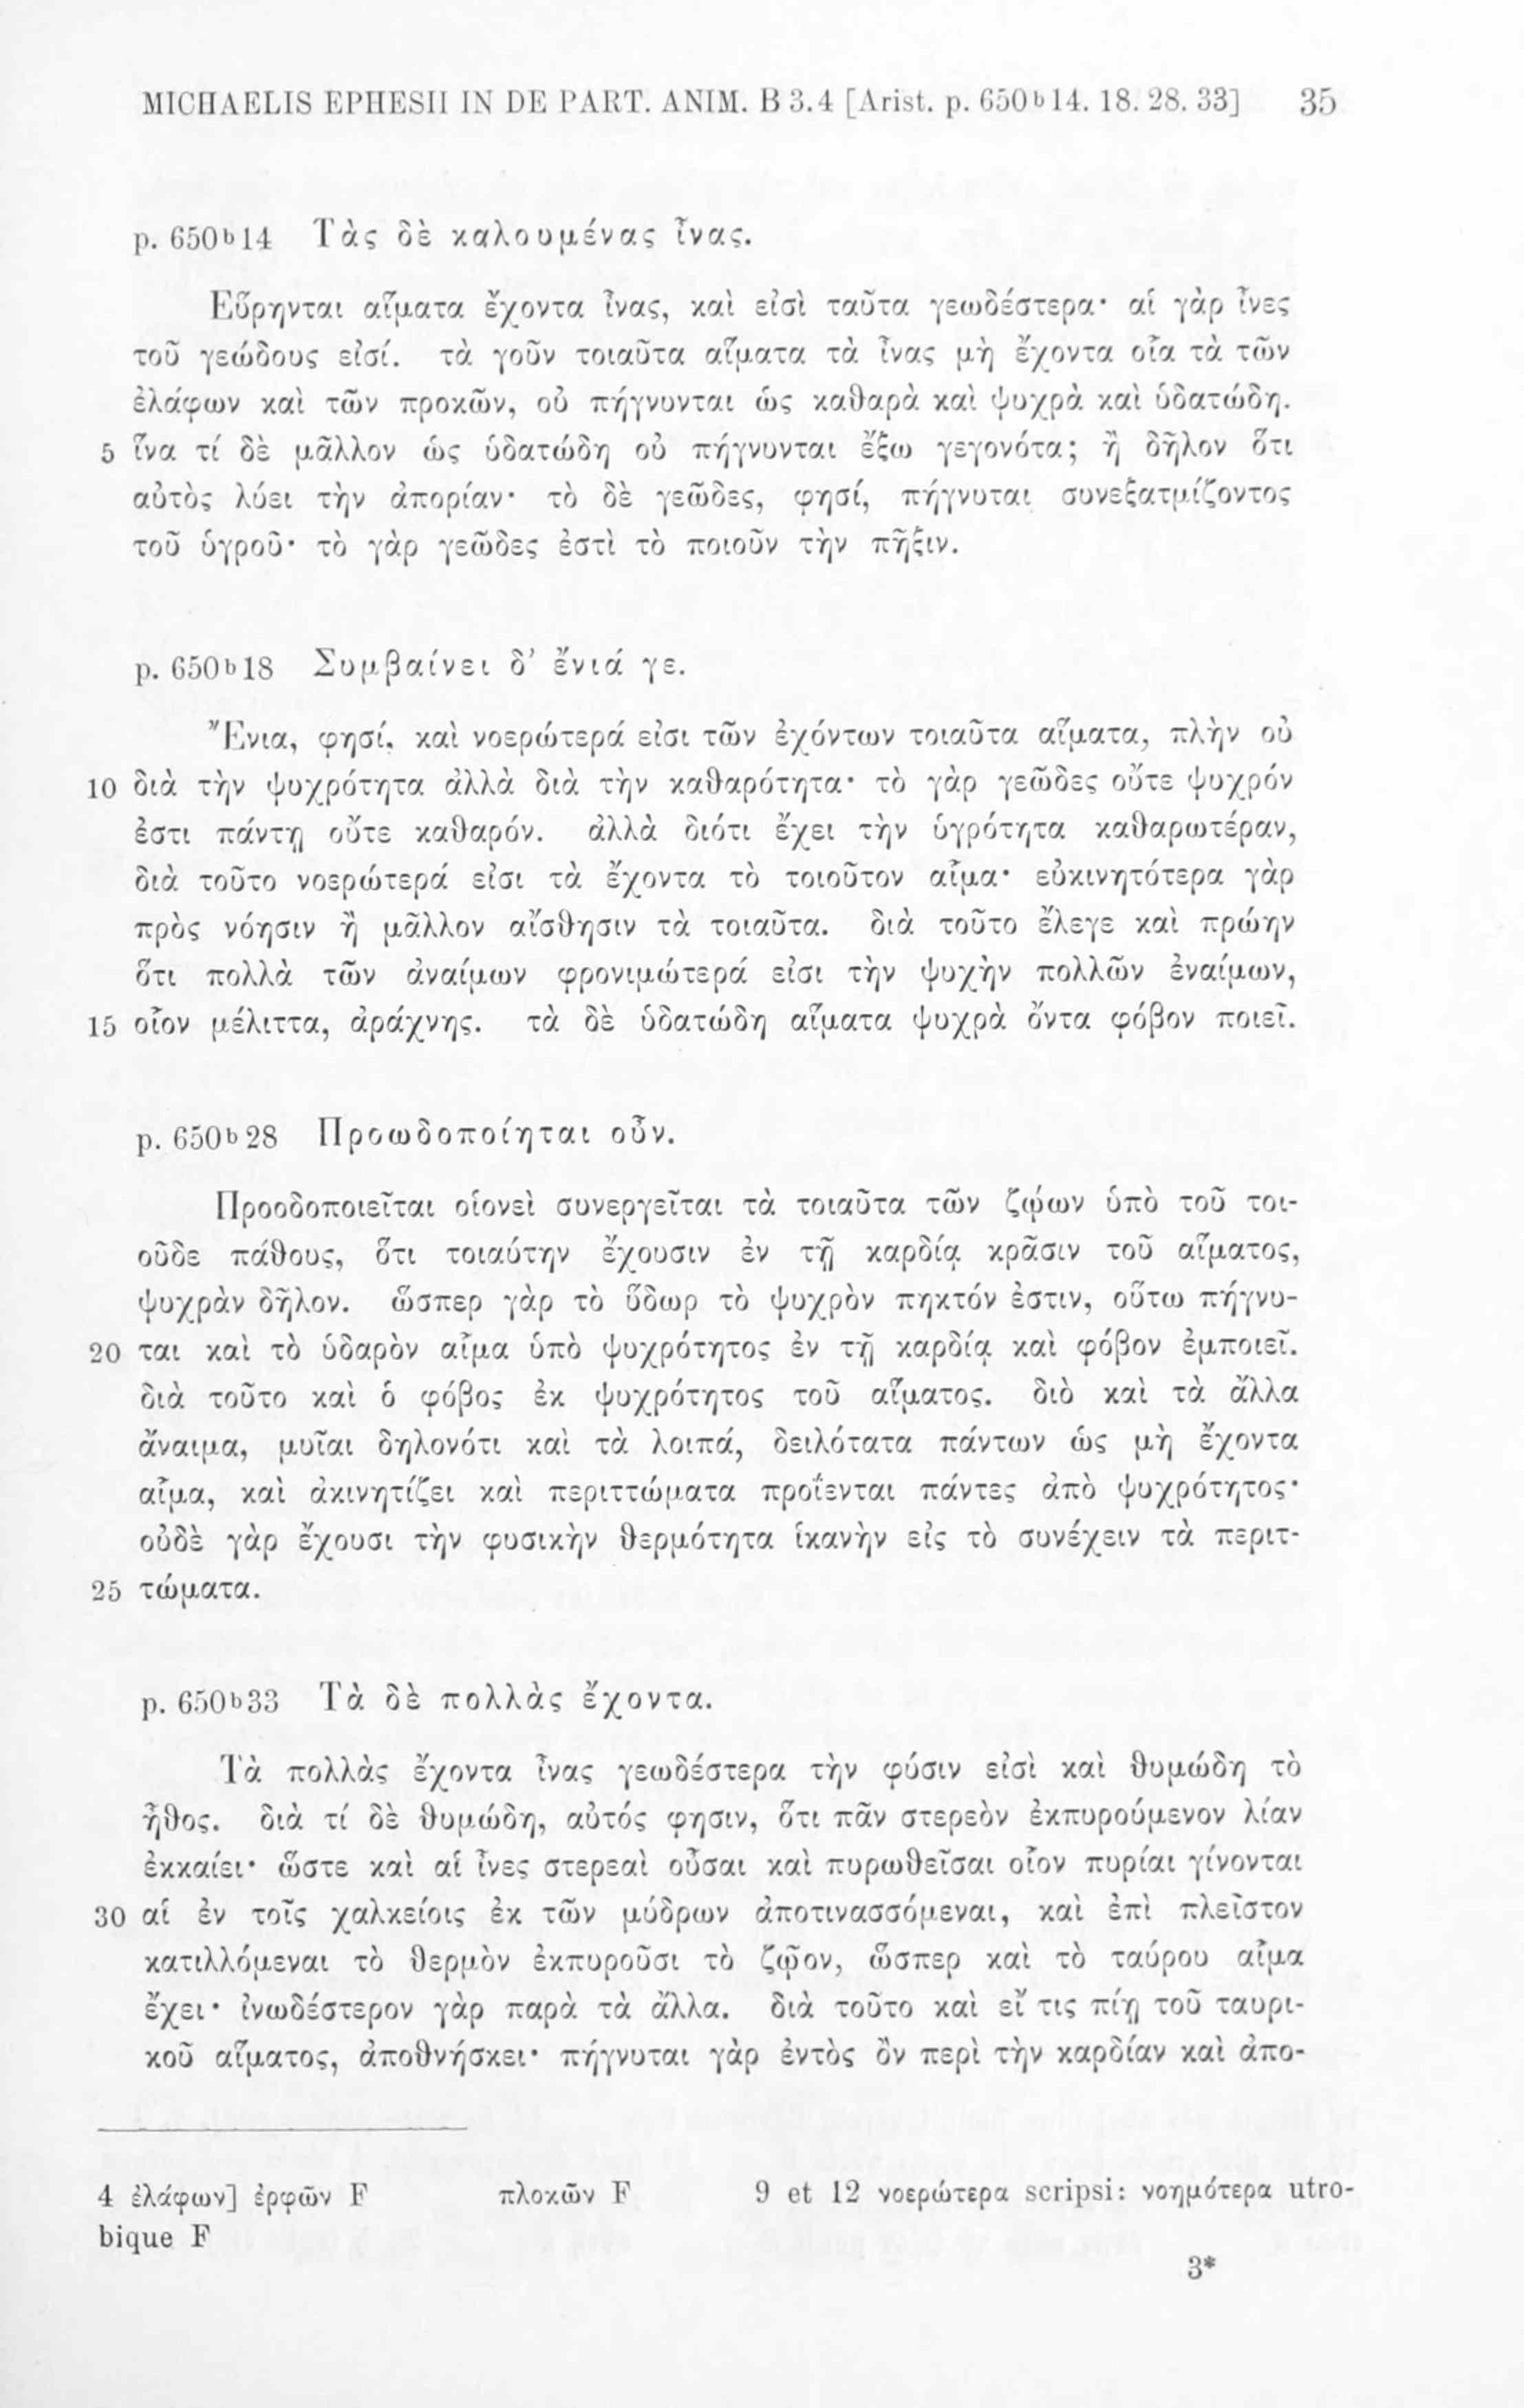 MICHAELIS EPHESII IN DE PART. ANIM. B 3.4 [Arist. p. 650b14. 18. 28. 33] 35
p. 650b14 Τὰς δὲ καλουμένας ἶνας.
Εὕρηνται αἵματα ἔχοντα ἶνας, καὶ εἰσὶ ταῦτα γεωδέστερα· αἱ γὰρ ἶνες
τοῦ γεώδους εἰσί. τὰ γοῦν τοιαῦτα αἵματα τὰ ἶνας μὴ ἔχοντα οἷα τὰ τῶν
ἐλάφων καὶ τῶν προκῶν, οὐ πήγνυνται ὡς καθαρὰ καὶ ψυχρὰ καὶ ὑδατώδη.
5 ἵνα τί δὲ μᾶλλον ὡς ὑδατώδη οὐ πήγνυνται ἔξω γεγονότα; ἢ δῆλον ὅτι
αὐτὸς λύει τὴν ἀπορίαν· τὸ δὲ γεῶδες, φησί, πήγνυται συνεξατμίζοντος
τοῦ ὑγροῦ· τὸ γὰρ γεῶδες ἐστὶ τὸ ποιοῦν τὴν πῆξιν.
p. 650b18 Συμβαίνει δ’ ἔνιά γε.
Ἔνια, φησί, καὶ νοερώτερά εἰσι τῶν ἐχόντων τοιαῦτα αἵματα, πλὴν οὐ
10 διὰ τὴν ψυχρότητα ἀλλὰ διὰ τὴν καθαρότητα· τὸ γὰρ γεῶδες οὔτε ψυχρόν
ἐστι πάντῃ οὔτε καθαρόν. ἀλλὰ διότι ἔχει τὴν ὑγρότητα καθαρωτέραν,
διὰ τοῦτο νοερώτερά εἰσι τὰ ἔχοντα τὸ τοιοῦτον αἷμα· εὐκινητότερα γὰρ
πρὸς νόησιν ἢ μᾶλλον αἴσθησιν τὰ τοιαῦτα. διὰ τοῦτο ἔλεγε καὶ πρώην
ὅτι πολλὰ τῶν ἀναίμων φρονιμώτερά εἰσι τὴν ψυχὴν πολλῶν ἐναίμων,
15 οἷον μέλιττα, ἀράχνης. τὰ δὲ ὑδατώδη αἵματα ψυχρὰ ὄντα φόβον ποιεῖ.
p. 650b28 Προωδοποίηται οὖν.
Προοδοποιεῖται οἱονεὶ συνεργεῖται τὰ τοιαῦτα τῶν ζῴων ὑπὸ τοῦ τοι-
οῦδε πάθους, ὅτι τοιαύτην ἔχουσιν ἐν τῇ καρδίᾳ κρᾶσιν τοῦ αἵματος,
ψυχρὰν δῆλον. ὥσπερ γὰρ τὸ ὕδωρ τὸ ψυχρὸν πηκτόν ἐστιν, οὕτω πήγνυ-
20 ται καὶ τὸ ὑδαρὸν αἷμα ὑπὸ ψυχρότητος ἐν τῇ καρδίᾳ καὶ φόβον ἐμποιεῖ.
διὰ τοῦτο καὶ ὁ φόβος ἐκ ψυχρότητος τοῦ αἵματος. διὸ καὶ τὰ ἄλλα
ἄναιμα, μυῖαι δηλονότι καὶ τὰ λοιπά, δειλότατα πάντων ὡς μὴ ἔχοντα
αἷμα, καὶ ἀκινητίζει καὶ περιττώματα προΐενται πάντες ἀπὸ ψυχρότητος·
οὐδὲ γὰρ ἔχουσι τὴν φυσικὴν θερμότητα ἱκανὴν εἰς τὸ συνέχειν τὰ περιτ-
25 τώματα.
p. 650b33 Τὰ δὲ πολλὰς ἔχοντα.
Τὰ πολλὰς ἔχοντα ἶνας γεωδέστερα τὴν φύσιν εἰσὶ καὶ θυμώδη τὸ
ἦθος. διὰ τί δὲ θυμώδη, αὐτός φησιν, ὅτι πᾶν στερεὸν ἐκπυρούμενον λίαν
ἐκκαίει· ὥστε καὶ αἱ ἶνες στερεαὶ οὖσαι καὶ πυρωθεῖσαι οἷον πυρίαι γίνονται
30 αἱ ἐν τοῖς χαλκείοις ἐκ τῶν μύδρων ἀποτινασσόμεναι, καὶ ἐπὶ πλεῖστον
κατιλλόμεναι τὸ θερμὸν ἐκπυροῦσι τὸ ζῷον, ὥσπερ καὶ τὸ ταύρου αἷμα
ἔχει· ἰνωδέστερον γὰρ παρὰ τὰ ἄλλα. διὰ τοῦτο καὶ εἴ τις πίῃ τοῦ ταυρι-
κοῦ αἵματος, ἀποθνήσκει· πήγνυται γὰρ ἐντὸς ὂν περὶ τὴν καρδίαν καὶ ἀπο-
4 ἐλάφων] ἐρφῶν F πλοκῶν F 9 et 12 νοερώτερα scripsi: νοημότερα utro-
bique F
3*